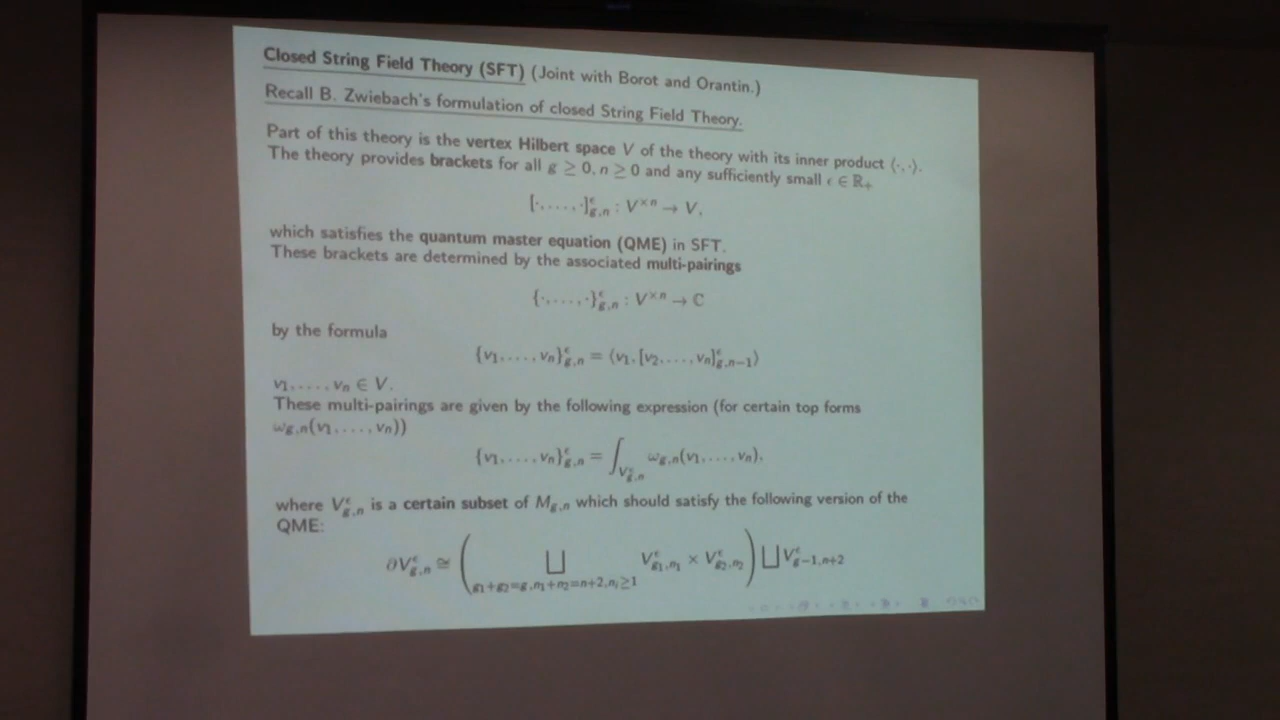 Closed String Field Theory (SFT) (Joint with Borot and Orantin.)
Recall B. Zwiebach's formulation of closed String Field Theory.
Part of this theory is the vertex Hilbert space V of the theory with its inner product ⟨·, ·⟩.
The theory provides brackets for all g ≥ 0, n ≥ 0 and any sufficiently small ϵ ∈ ℝ₊
[·, . . . , ·]^ϵ_{g,n} : V^{×n} → V,
which satisfies the quantum master equation (QME) in SFT.
These brackets are determined by the associated multi-pairings
{·, . . . , ·}^ϵ_{g,n} : V^{×n} → ℂ
by the formula
{v₁, . . . , vₙ}^ϵ_{g,n} = ⟨v₁, [v₂, . . . , vₙ]^ϵ_{g,n−1}⟩
v₁, . . . , vₙ ∈ V.
These multi-pairings are given by the following expression (for certain top forms
ω_{g,n}(v₁, . . . , vₙ))
{v₁, . . . , vₙ}^ϵ_{g,n} = ∫_{V^ϵ_{g,n}} ω_{g,n}(v₁, . . . , vₙ),
where V^ϵ_{g,n} is a certain subset of M_{g,n} which should satisfy the following version of the
QME:
∂V^ϵ_{g,n} ≅ ( ⨆_{g₁+g₂=g,n₁+n₂=n+2,nᵢ≥1} V^ϵ_{g₁,n₁} × V^ϵ_{g₂,n₂} ) ⨆ V^ϵ_{g−1,n+2}